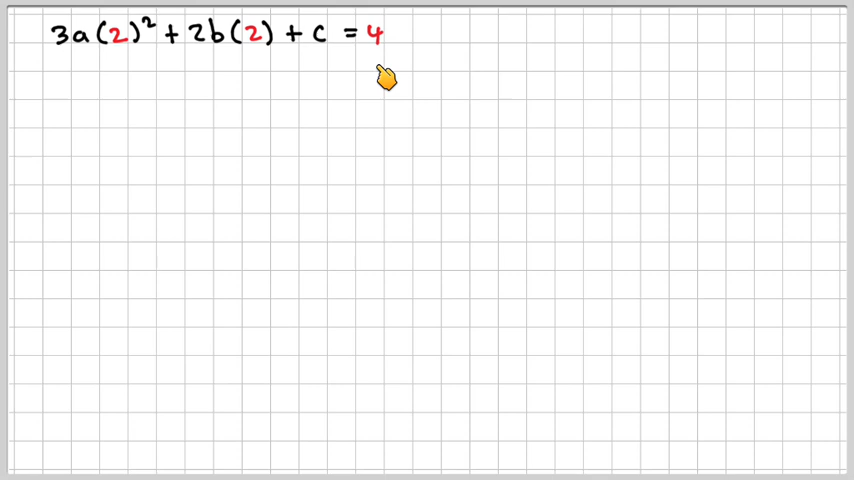 3a(2)² + 2b(2) + c = 4